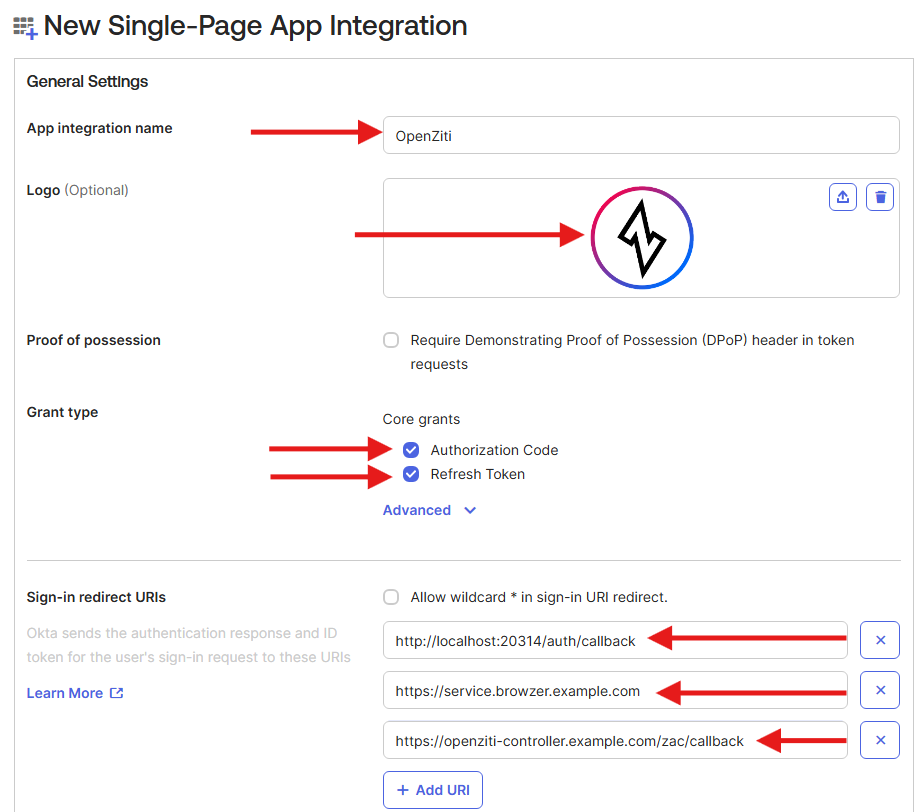 New Single-Page App Integration
General Settings
App integration name
OpenZiti
Logo (Optional)
Proof of possession
Require Demonstrating Proof of Possession (DPoP) header in token
requests
Grant type
Core grants
Authorization Code
Refresh Token
Advanced
Sign-in redirect URIs
Allow wildcard * in sign-in URI redirect.
Okta sends the authentication response and ID
token for the user's sign-in request to these URIs
Learn More
http://localhost:20314/auth/callback
https://service.browzer.example.com
https://openziti-controller.example.com/zac/callback
+ Add URI